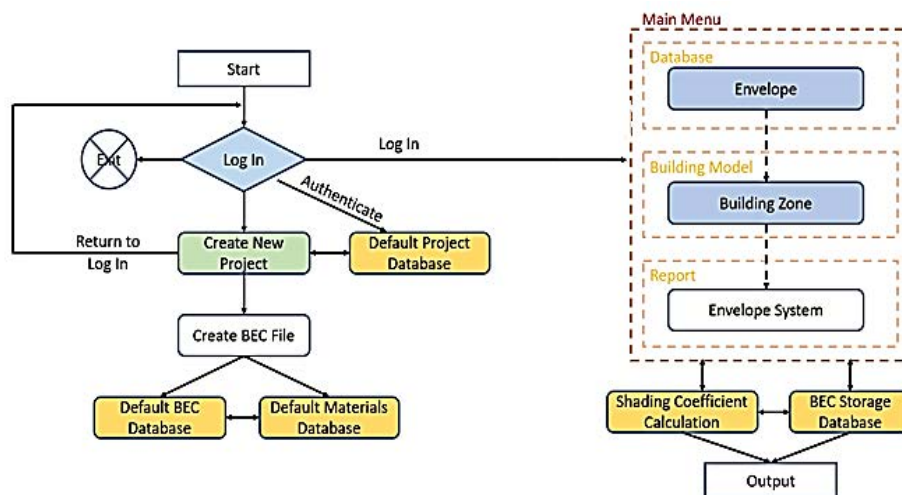 Main Menu
Start
Database
Envelope
Exit
Log In
Log In
Authenticate
Building Model
Building Zone
Return to
Log In
Create New
Project
Default Project
Database
Report
Envelope System
Create BEC File
Default BEC
Database
Default Materials
Database
Shading Coefficient
Calculation
BEC Storage
Database
Output